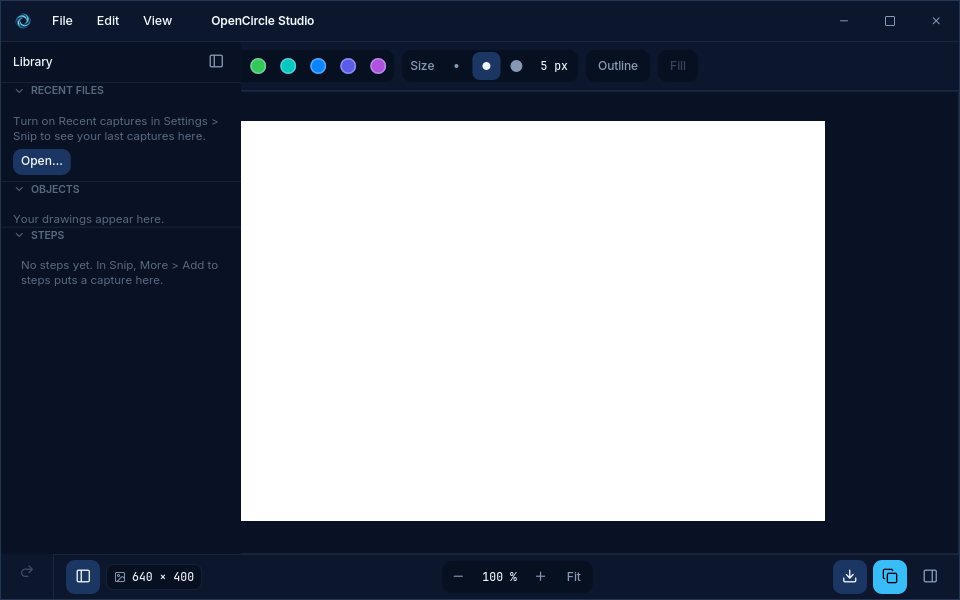 File Edit View OpenCircle Studio
Library
Size 5 px Outline Fill
RECENT FILES
Turn on Recent captures in Settings >
Snip to see your last captures here.
Open...
OBJECTS
Your drawings appear here.
STEPS
No steps yet. In Snip, More > Add to
steps puts a capture here.
640 × 400 100 % Fit